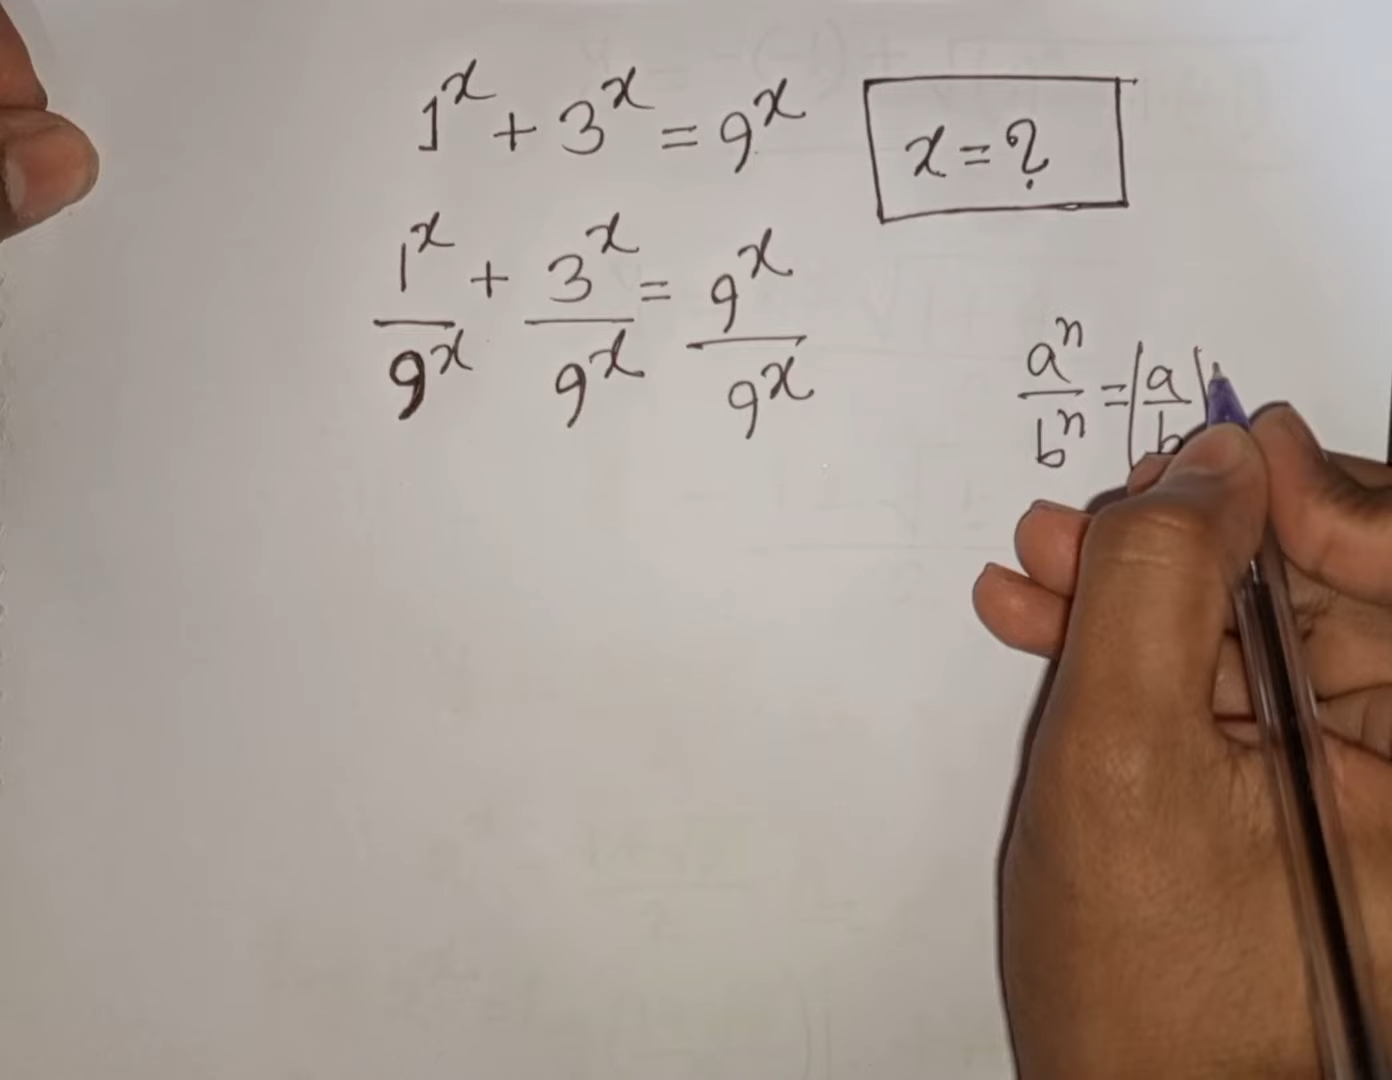 1^x + 3^x = 9^x
x = ?
1^x/9^x + 3^x/9^x = 9^x/9^x
a^n/b^n = (a/b)